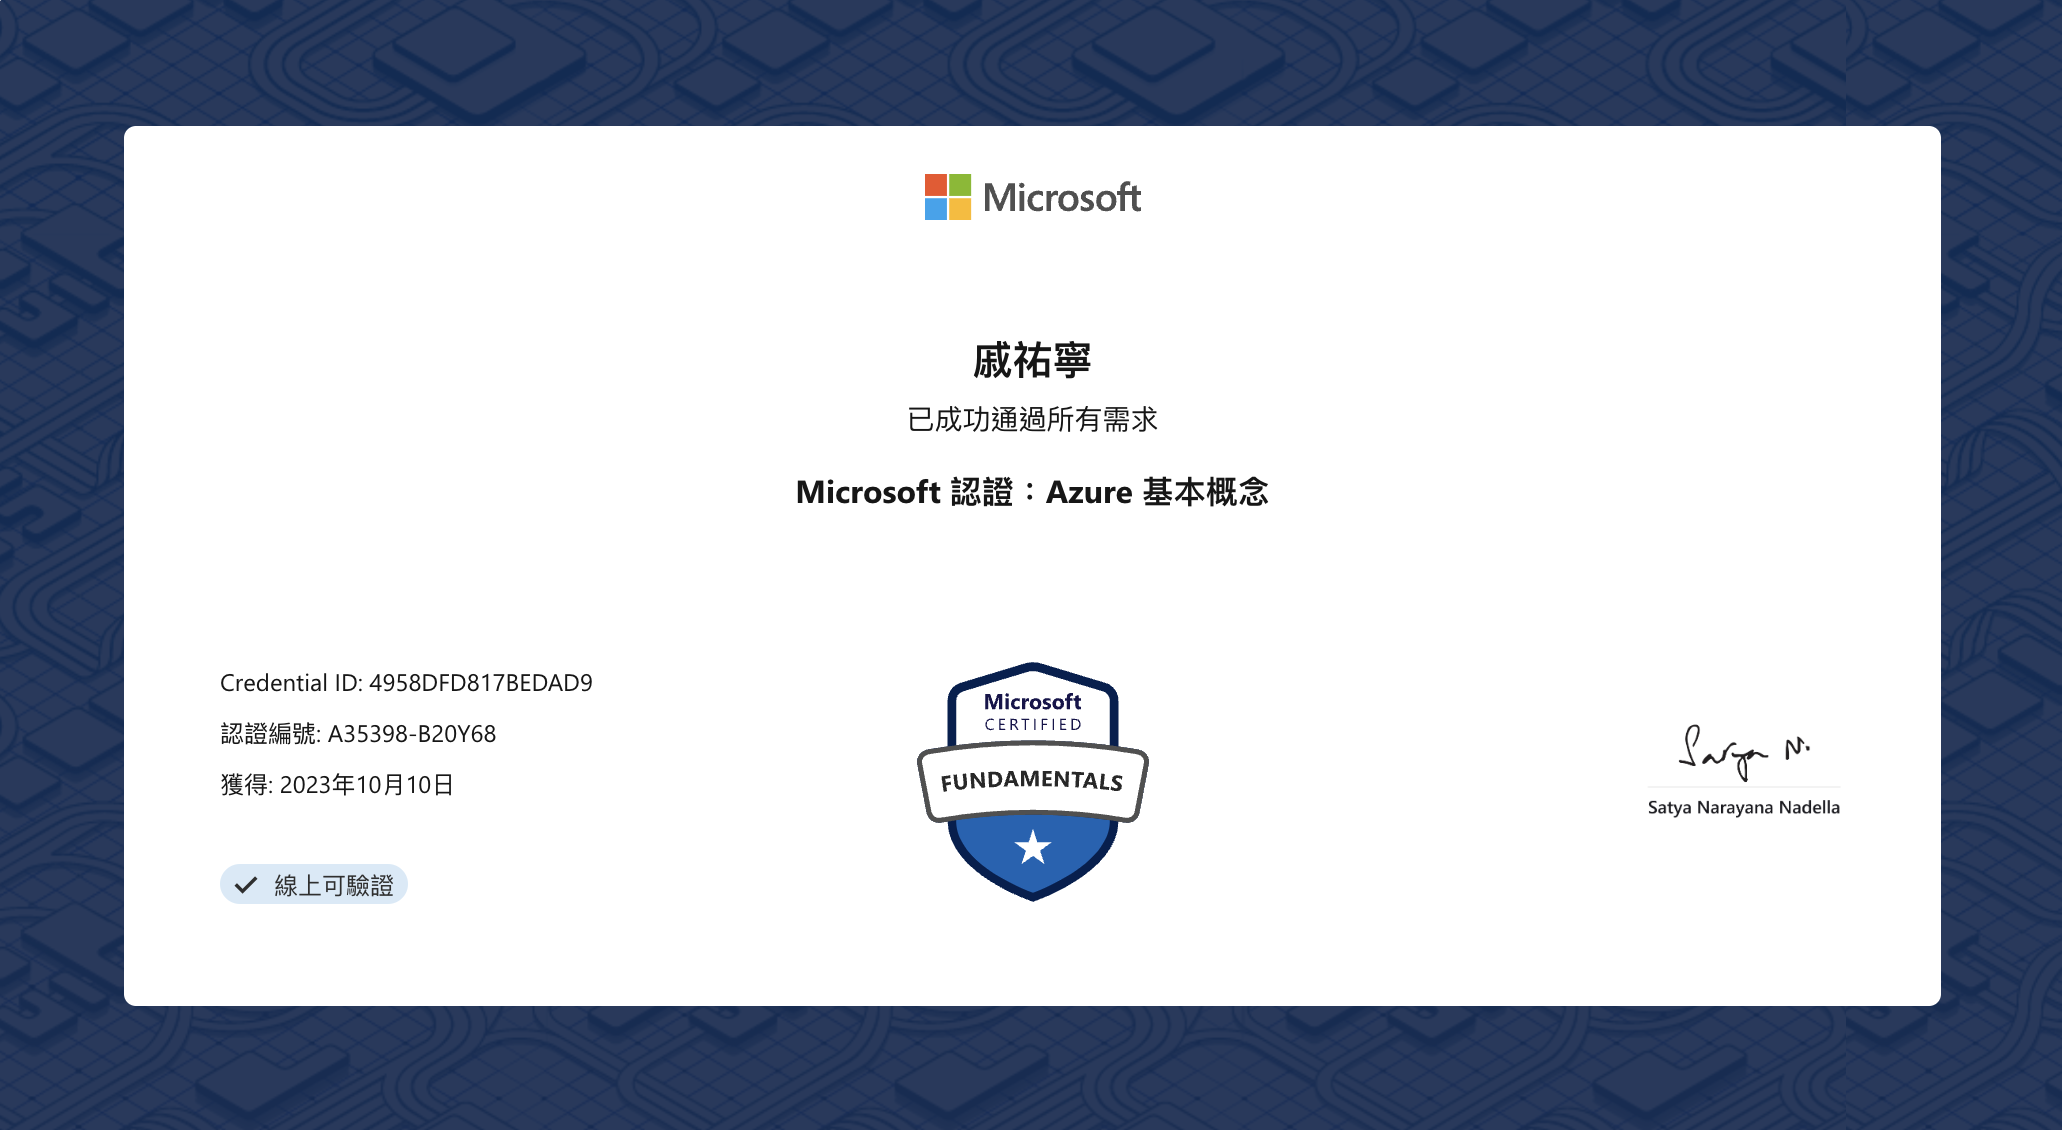 Microsoft
戚祐寧
已成功通過所有需求
Microsoft 認證：Azure 基本概念
Credential ID: 4958DFD817BEDAD9
認證編號: A35398-B20Y68
獲得: 2023年10月10日
線上可驗證
Microsoft
CERTIFIED
FUNDAMENTALS
Satya N.
Satya Narayana Nadella